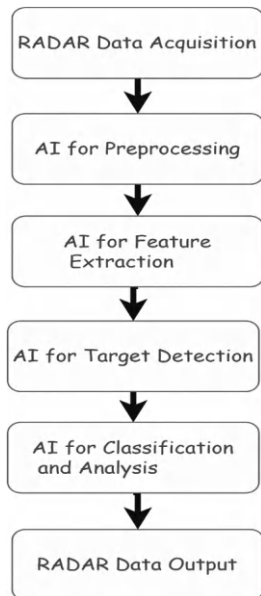 RADAR Data Acquisition
AI for Preprocessing
AI for Feature
Extraction
AI for Target Detection
AI for Classification
and Analysis
RADAR Data Output